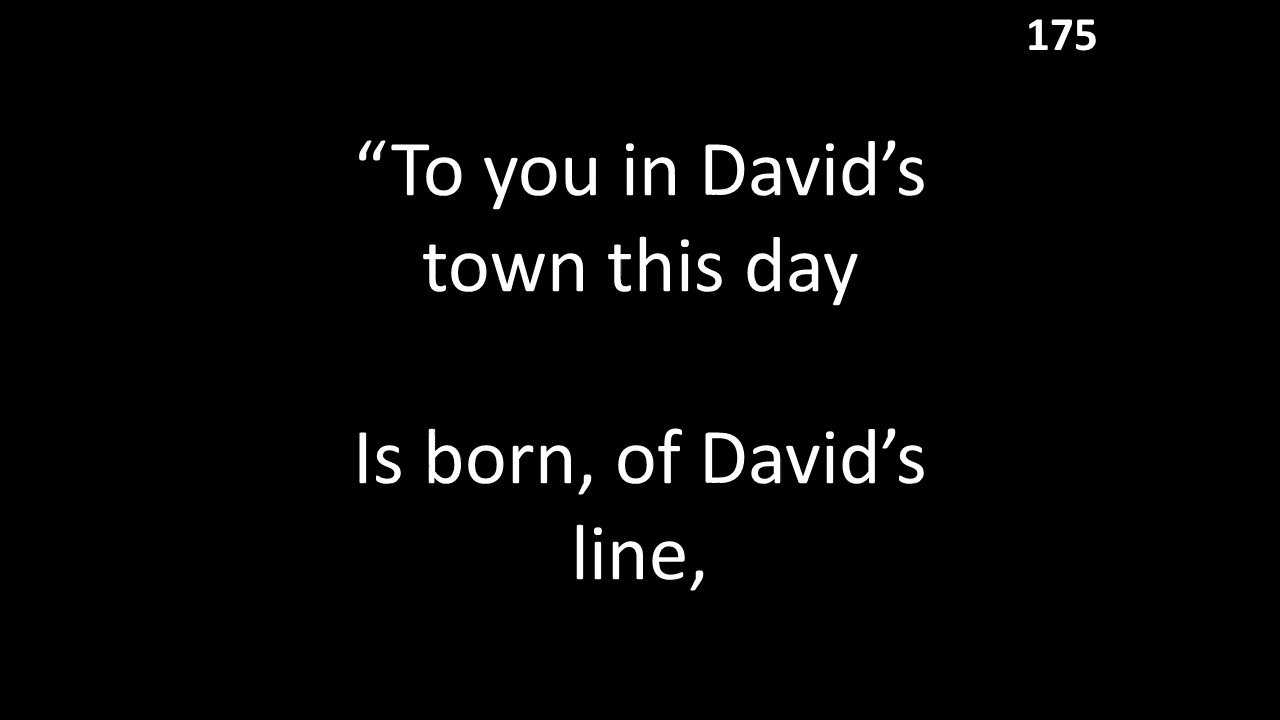 175
“To you in David’s
town this day
Is born, of David’s
line,